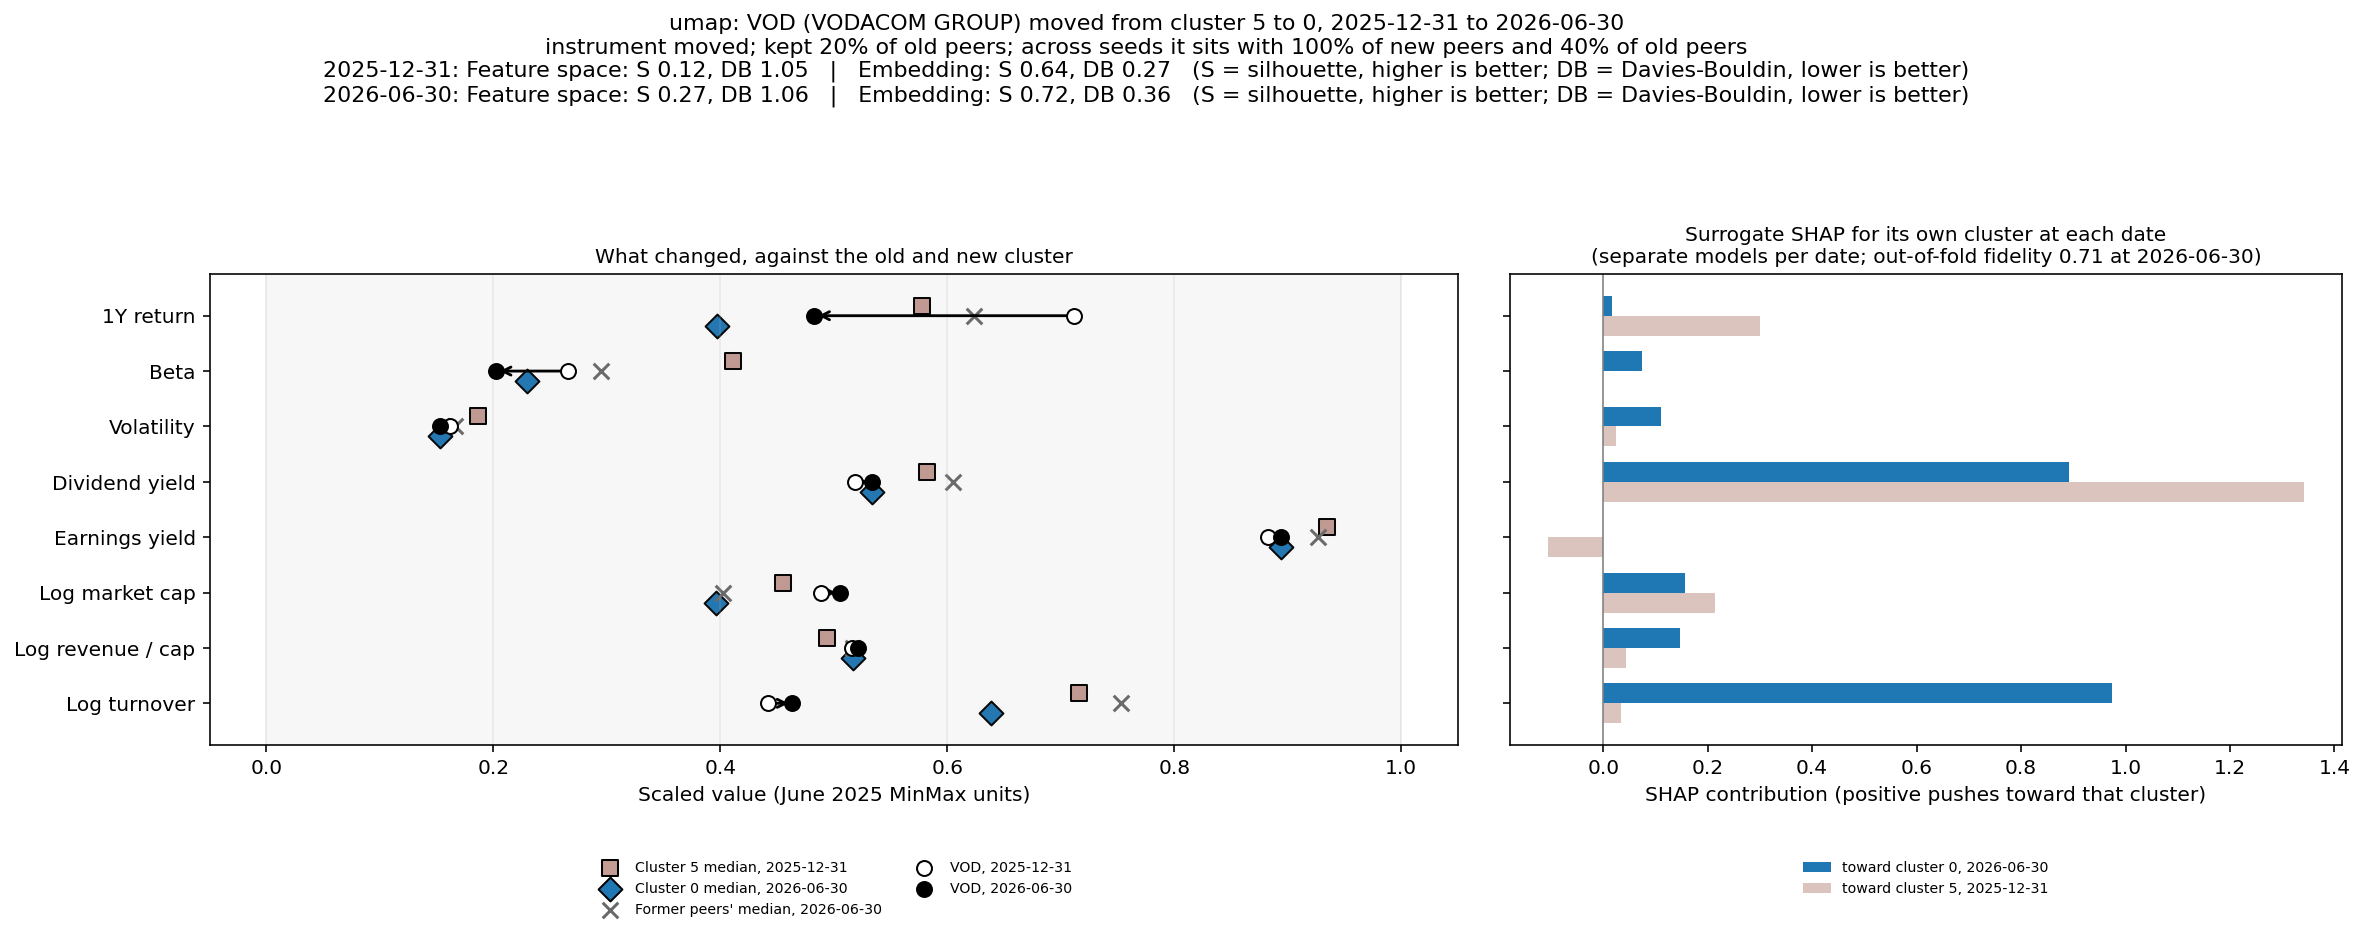 umap: VOD (VODACOM GROUP) moved from cluster 5 to 0, 2025-12-31 to 2026-06-30
instrument moved; kept 20% of old peers; across seeds it sits with 100% of new peers and 40% of old peers
2025-12-31: Feature space: S 0.12, DB 1.05 | Embedding: S 0.64, DB 0.27 (S = silhouette, higher is better; DB = Davies-Bouldin, lower is better)
2026-06-30: Feature space: S 0.27, DB 1.06 | Embedding: S 0.72, DB 0.36 (S = silhouette, higher is better; DB = Davies-Bouldin, lower is better)
What changed, against the old and new cluster
1Y return
Beta
Volatility
Dividend yield
Earnings yield
Log market cap
Log revenue / cap
Log turnover
0.0 0.2 0.4 0.6 0.8 1.0
Scaled value (June 2025 MinMax units)
Cluster 5 median, 2025-12-31
Cluster 0 median, 2026-06-30
Former peers' median, 2026-06-30
VOD, 2025-12-31
VOD, 2026-06-30
Surrogate SHAP for its own cluster at each date
(separate models per date; out-of-fold fidelity 0.71 at 2026-06-30)
0.0 0.2 0.4 0.6 0.8 1.0 1.2 1.4
SHAP contribution (positive pushes toward that cluster)
toward cluster 0, 2026-06-30
toward cluster 5, 2025-12-31